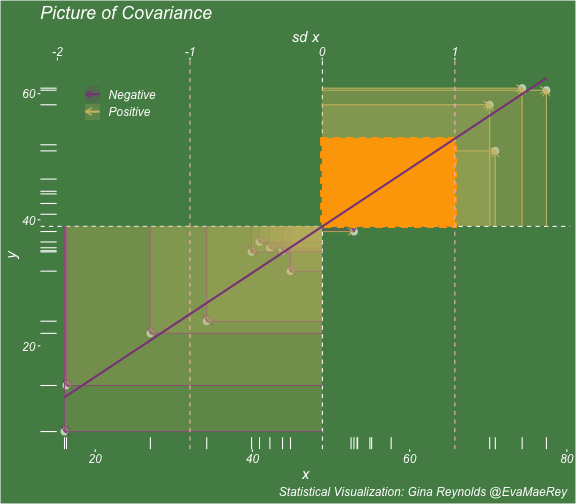 Picture of Covariance
sd x
-2 -1 0 1
Negative
Positive
60
40
20
y
20 40 60 80
x
Statistical Visualization: Gina Reynolds @EvaMaeRey